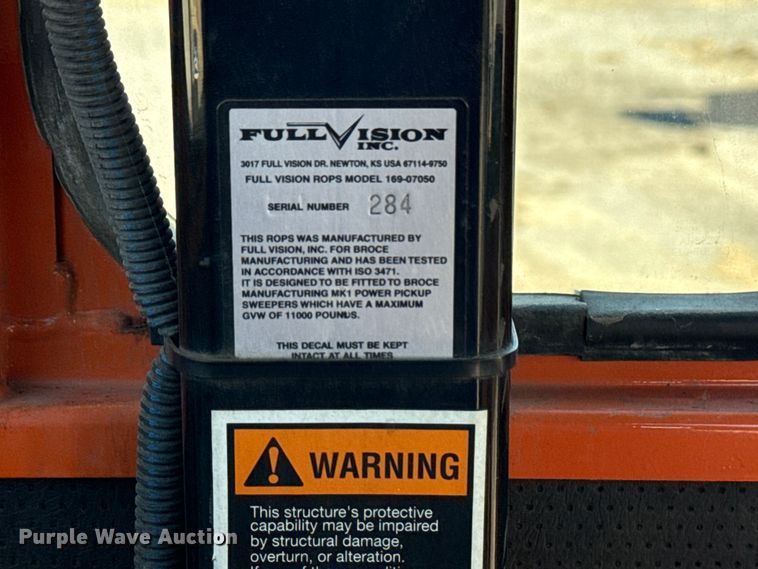 FULL VISION
INC.
3017 FULL VISION DR. NEWTON, KS USA 67114-9750
FULL VISION ROPS MODEL 169-07050
SERIAL NUMBER 284
THIS ROPS WAS MANUFACTURED BY
FULL VISION, INC. FOR BROCE
MANUFACTURING AND HAS BEEN TESTED
IN ACCORDANCE WITH ISO 3471.
IT IS DESIGNED TO BE FITTED TO BROCE
MANUFACTURING MK1 POWER PICKUP
SWEEPERS WHICH HAVE A MAXIMUM
GVW OF 11000 POUNDS.
THIS DECAL MUST BE KEPT
INTACT AT ALL TIMES
WARNING
This structure's protective
capability may be impaired
by structural damage,
overturn, or alteration.
Purple Wave Auction®